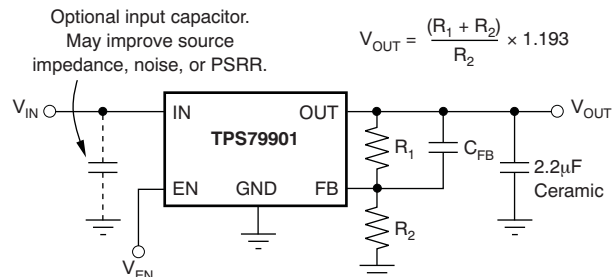 Optional input capacitor.
May improve source
impedance, noise, or PSRR.
V_OUT = (R_1 + R_2) / R_2 × 1.193
V_IN
IN
OUT
V_OUT
TPS79901
R_1
C_FB
2.2µF
Ceramic
EN
GND
FB
R_2
V_EN